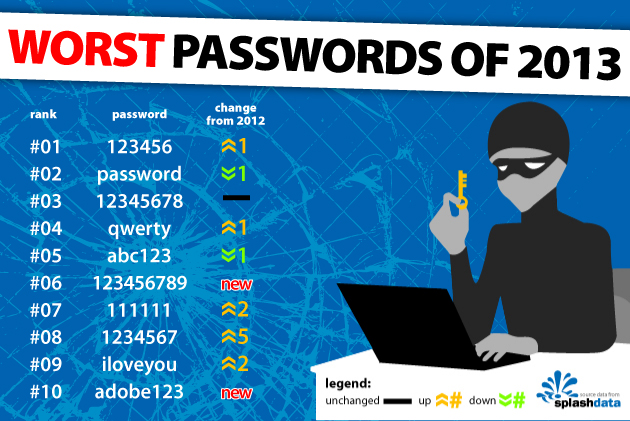 WORST PASSWORDS OF 2013
rank password change from 2012
#01 123456 1
#02 password 1
#03 12345678
#04 qwerty 1
#05 abc123 1
#06 123456789 new
#07 111111 2
#08 1234567 5
#09 iloveyou 2
#10 adobe123 new
legend:
unchanged up # down #
source data from
splashdata